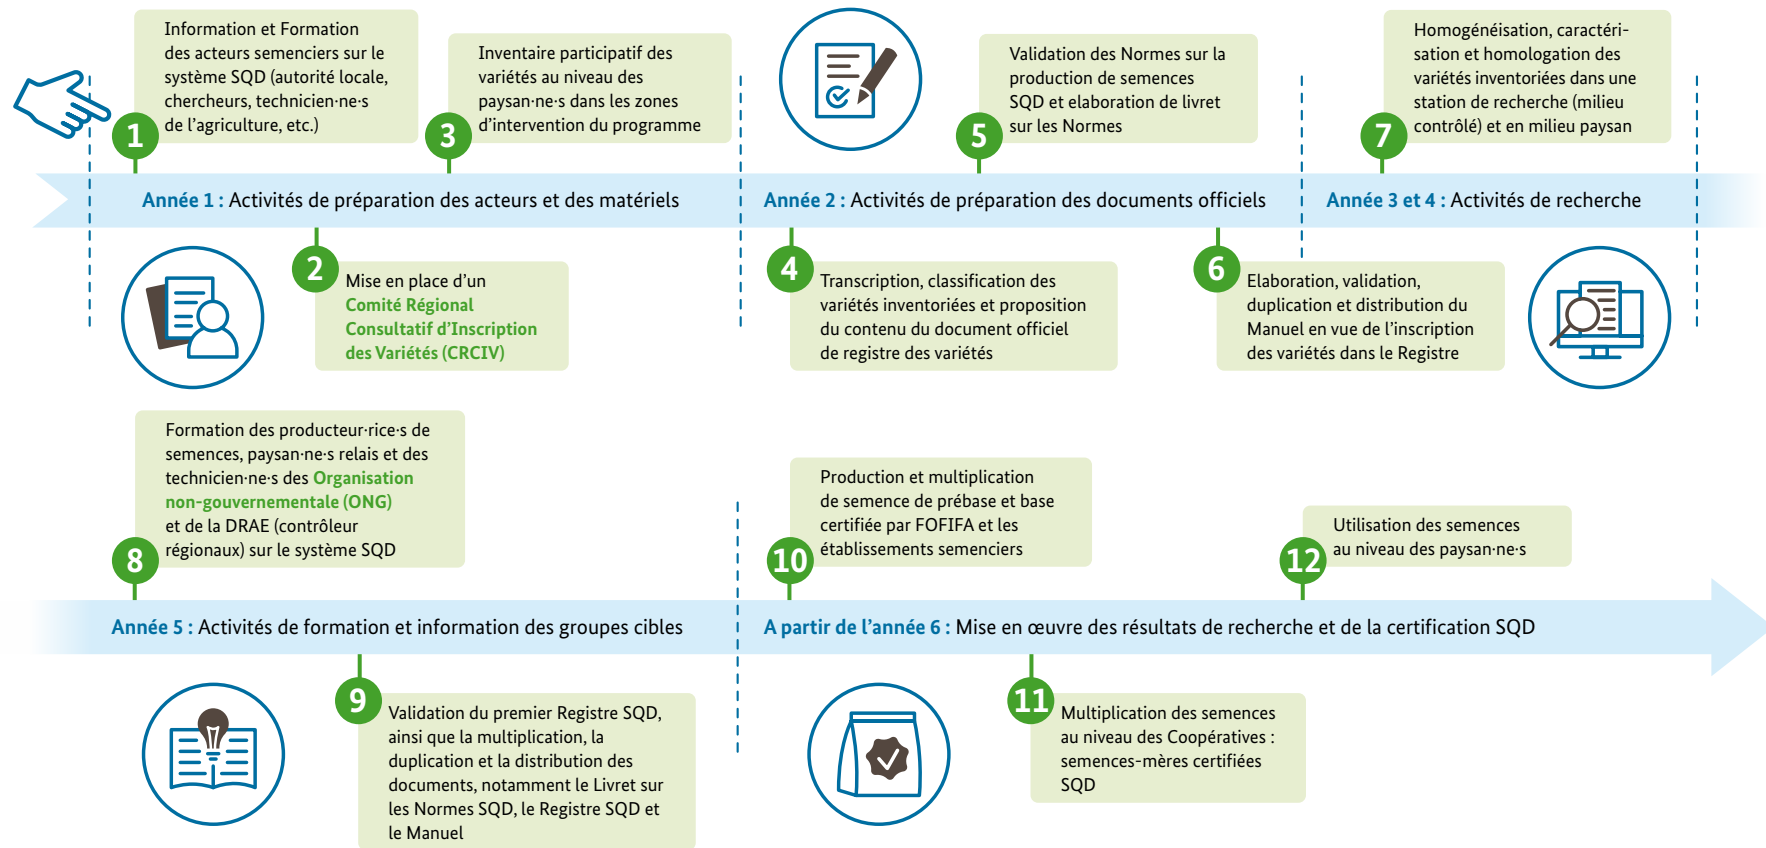 1
Information et Formation
des acteurs semenciers sur le
système SQD (autorité locale,
chercheurs, technicien·ne·s
de l'agriculture, etc.)
3
Inventaire participatif des
variétés au niveau des
paysan·ne·s dans les zones
d'intervention du programme
5
Validation des Normes sur la
production de semences
SQD et elaboration de livret
sur les Normes
7
Homogénéisation, caractéri-
sation et homologation des
variétés inventoriées dans une
station de recherche (milieu
contrôlé) et en milieu paysan
Année 1 : Activités de préparation des acteurs et des matériels
Année 2 : Activités de préparation des documents officiels
Année 3 et 4 : Activités de recherche
2
Mise en place d'un
Comité Régional
Consultatif d'Inscription
des Variétés (CRCIV)
4
Transcription, classification des
variétés inventoriées et proposition
du contenu du document officiel
de registre des variétés
6
Elaboration, validation,
duplication et distribution du
Manuel en vue de l'inscription
des variétés dans le Registre
8
Formation des producteur·rice·s de
semences, paysan·ne·s relais et des
technicien·ne·s des Organisation
non-gouvernementale (ONG)
et de la DRAE (contrôleur
régionaux) sur le système SQD
10
Production et multiplication
de semence de prébase et base
certifiée par FOFIFA et les
établissements semenciers
12
Utilisation des semences
au niveau des paysan·ne·s
Année 5 : Activités de formation et information des groupes cibles
A partir de l'année 6 : Mise en œuvre des résultats de recherche et de la certification SQD
9
Validation du premier Registre SQD,
ainsi que la multiplication, la
duplication et la distribution des
documents, notamment le Livret sur
les Normes SQD, le Registre SQD et
le Manuel
11
Multiplication des semences
au niveau des Coopératives :
semences-mères certifiées
SQD